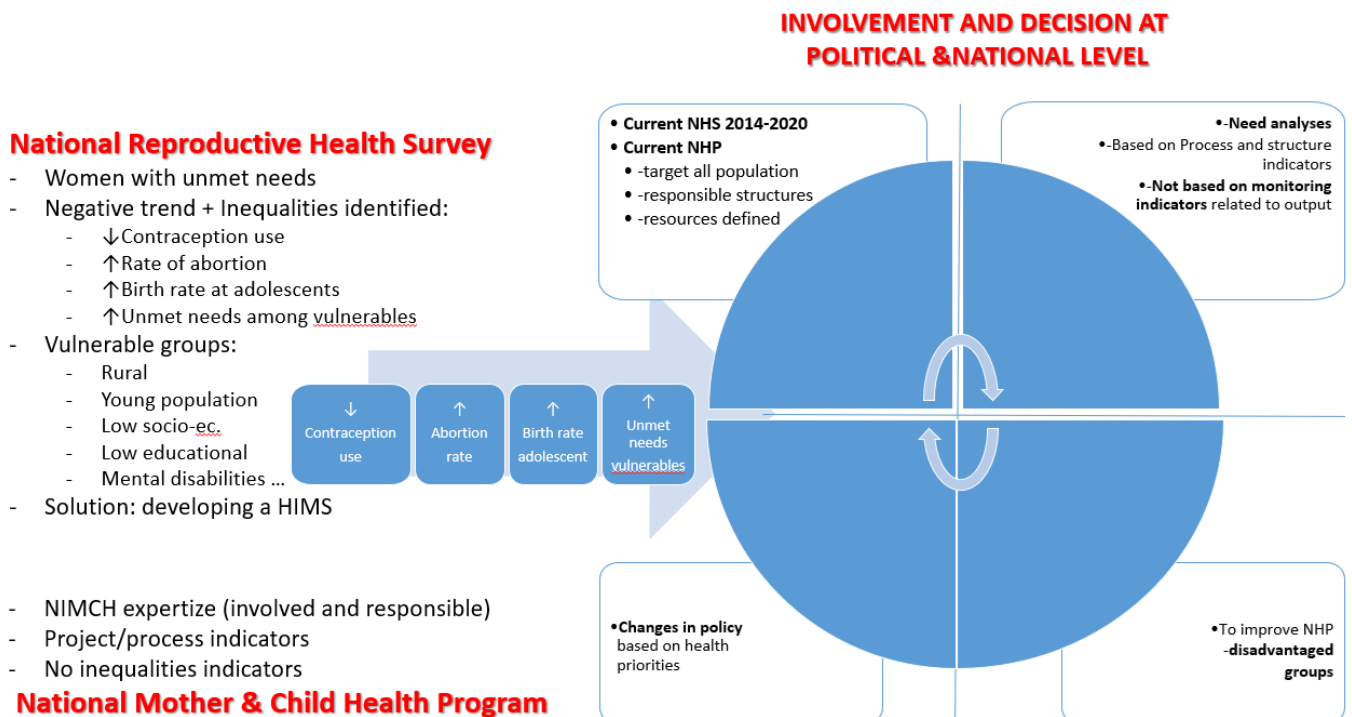 INVOLVEMENT AND DECISION AT
POLITICAL &NATIONAL LEVEL
National Reproductive Health Survey
- Women with unmet needs
- Negative trend + Inequalities identified:
- ↓Contraception use
- ↑Rate of abortion
- ↑Birth rate at adolescents
- ↑Unmet needs among vulnerables
- Vulnerable groups:
- Rural
- Young population
- Low socio-ec.
- Low educational
- Mental disabilities ...
- Solution: developing a HIMS
- NIMCH expertize (involved and responsible)
- Project/process indicators
- No inequalities indicators
National Mother & Child Health Program
↓
Contraception
use
↑
Abortion
rate
↑
Birth rate
adolescent
↑
Unmet
needs
vulnerables
• Current NHS 2014-2020
• Current NHP
• -target all population
• -responsible structures
• -resources defined
•-Need analyses
•-Based on Process and structure
indicators
•-Not based on monitoring
indicators related to output
•Changes in policy
based on health
priorities
•To improve NHP
-disadvantaged
groups